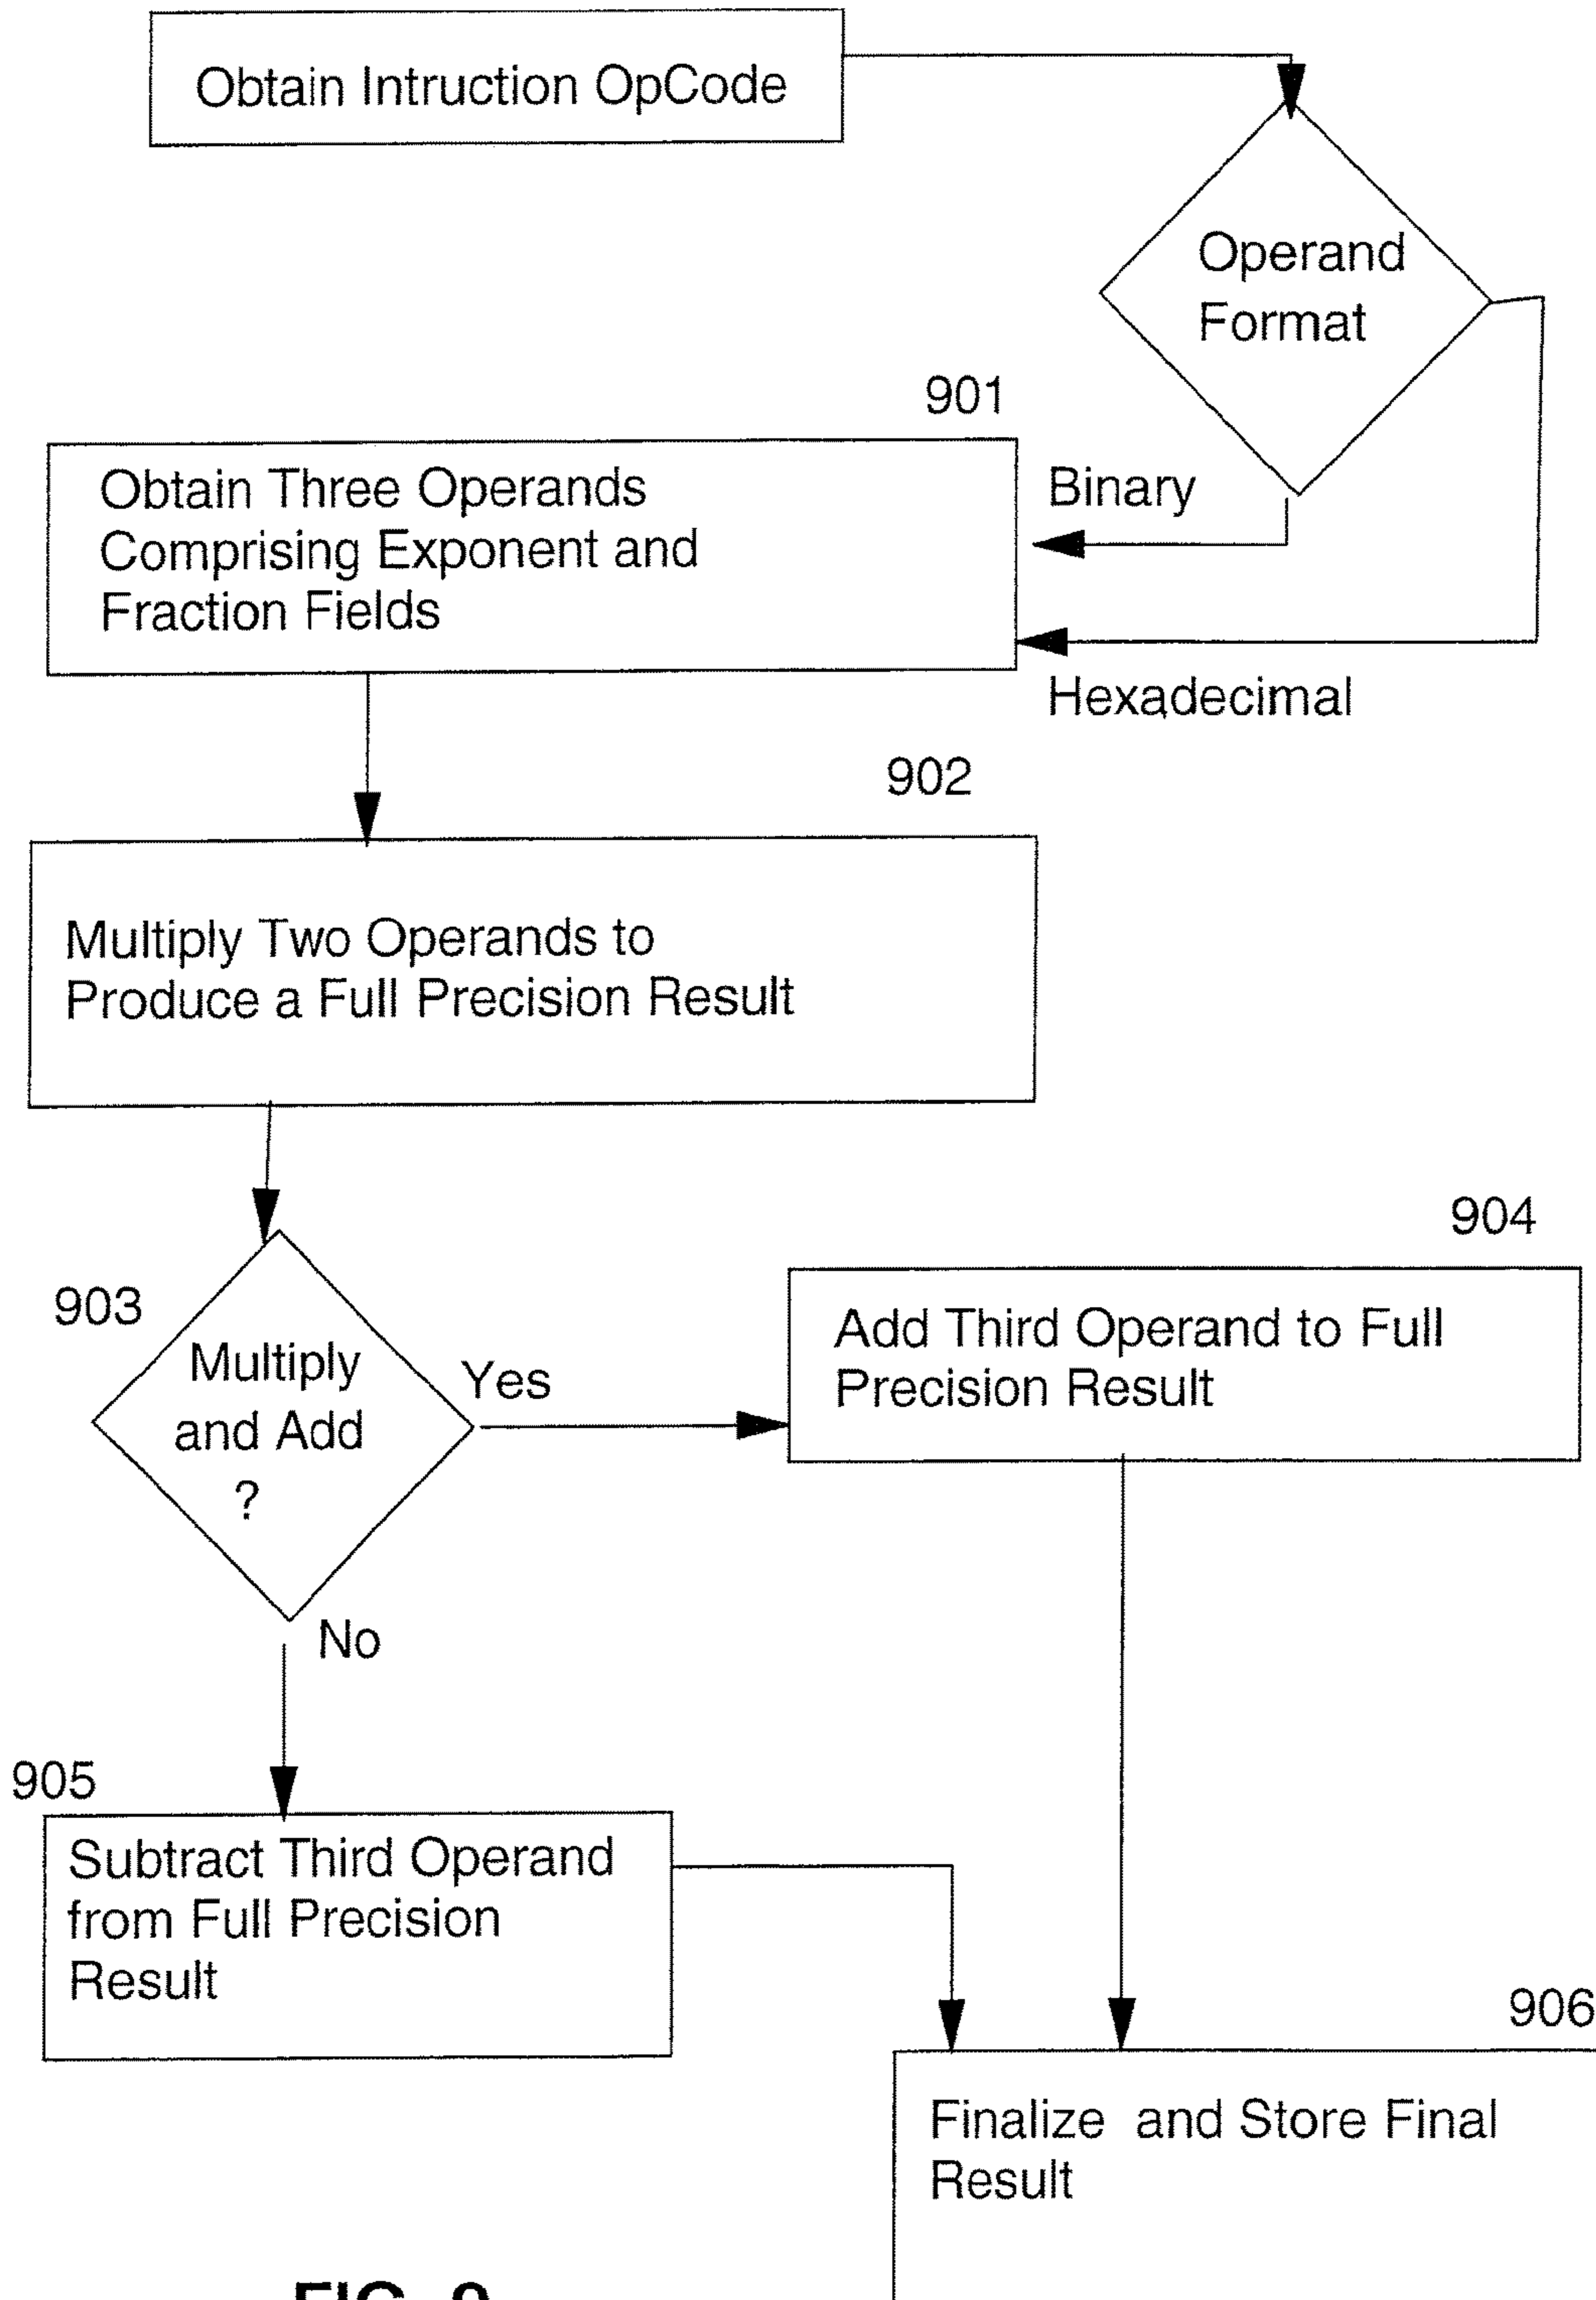 Obtain Intruction OpCode
Operand
Format
901
Obtain Three Operands
Comprising Exponent and
Fraction Fields
Binary
Hexadecimal
902
Multiply Two Operands to
Produce a Full Precision Result
903
Multiply
and Add
?
Yes
904
Add Third Operand to Full
Precision Result
No
905
Subtract Third Operand
from Full Precision
Result
906
Finalize and Store Final
Result
FIG. 9